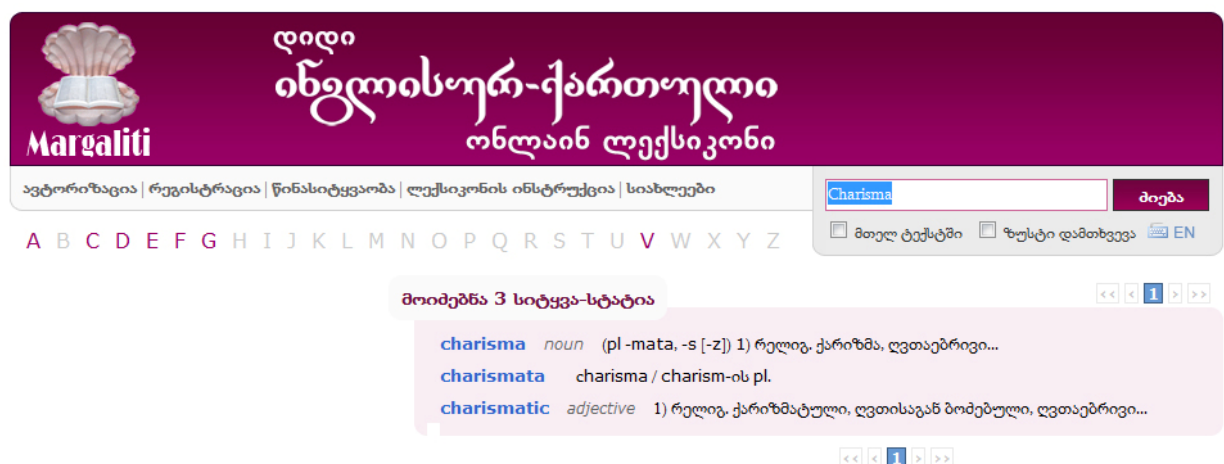 დიდი
ინგლისურ-ქართული
ონლაინ ლექსიკონი
Margaliti
ავტორიზაცია | რეგისტრაცია | წინასიტყვაობა | ლექსიკონის ინსტრუქცია | სიახლეები
Charisma ძიება
მთელ ტექსტში ზუსტი დამთხვევა EN
A B C D E F G H I J K L M N O P Q R S T U V W X Y Z
მოიძებნა 3 სიტყვა-სტატია
<< < 1 > >>
charisma noun (pl -mata, -s [-z]) 1) რელიგ. ქარიზმა, ღვთაებრივი...
charismata charisma / charism-ის pl.
charismatic adjective 1) რელიგ. ქარიზმატული, ღვთისაგან ბოძებული, ღვთაებრივი...
<< < 1 > >>